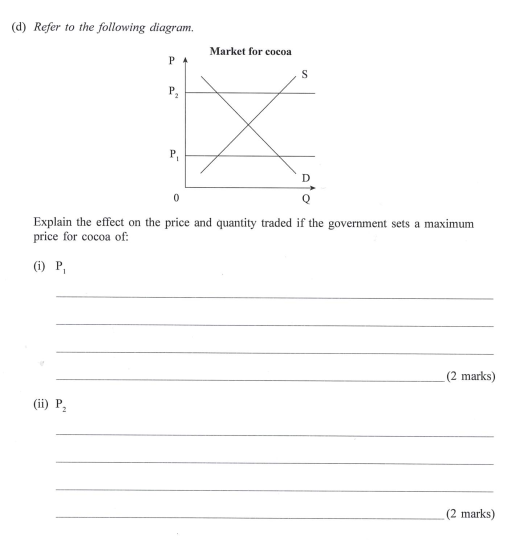 (d) Refer to the following diagram.
Market for cocoa
P
S
P₂
P₁
D
0
Q
Explain the effect on the price and quantity traded if the government sets a maximum
price for cocoa of:
(i) P₁
(2 marks)
(ii) P₂
(2 marks)